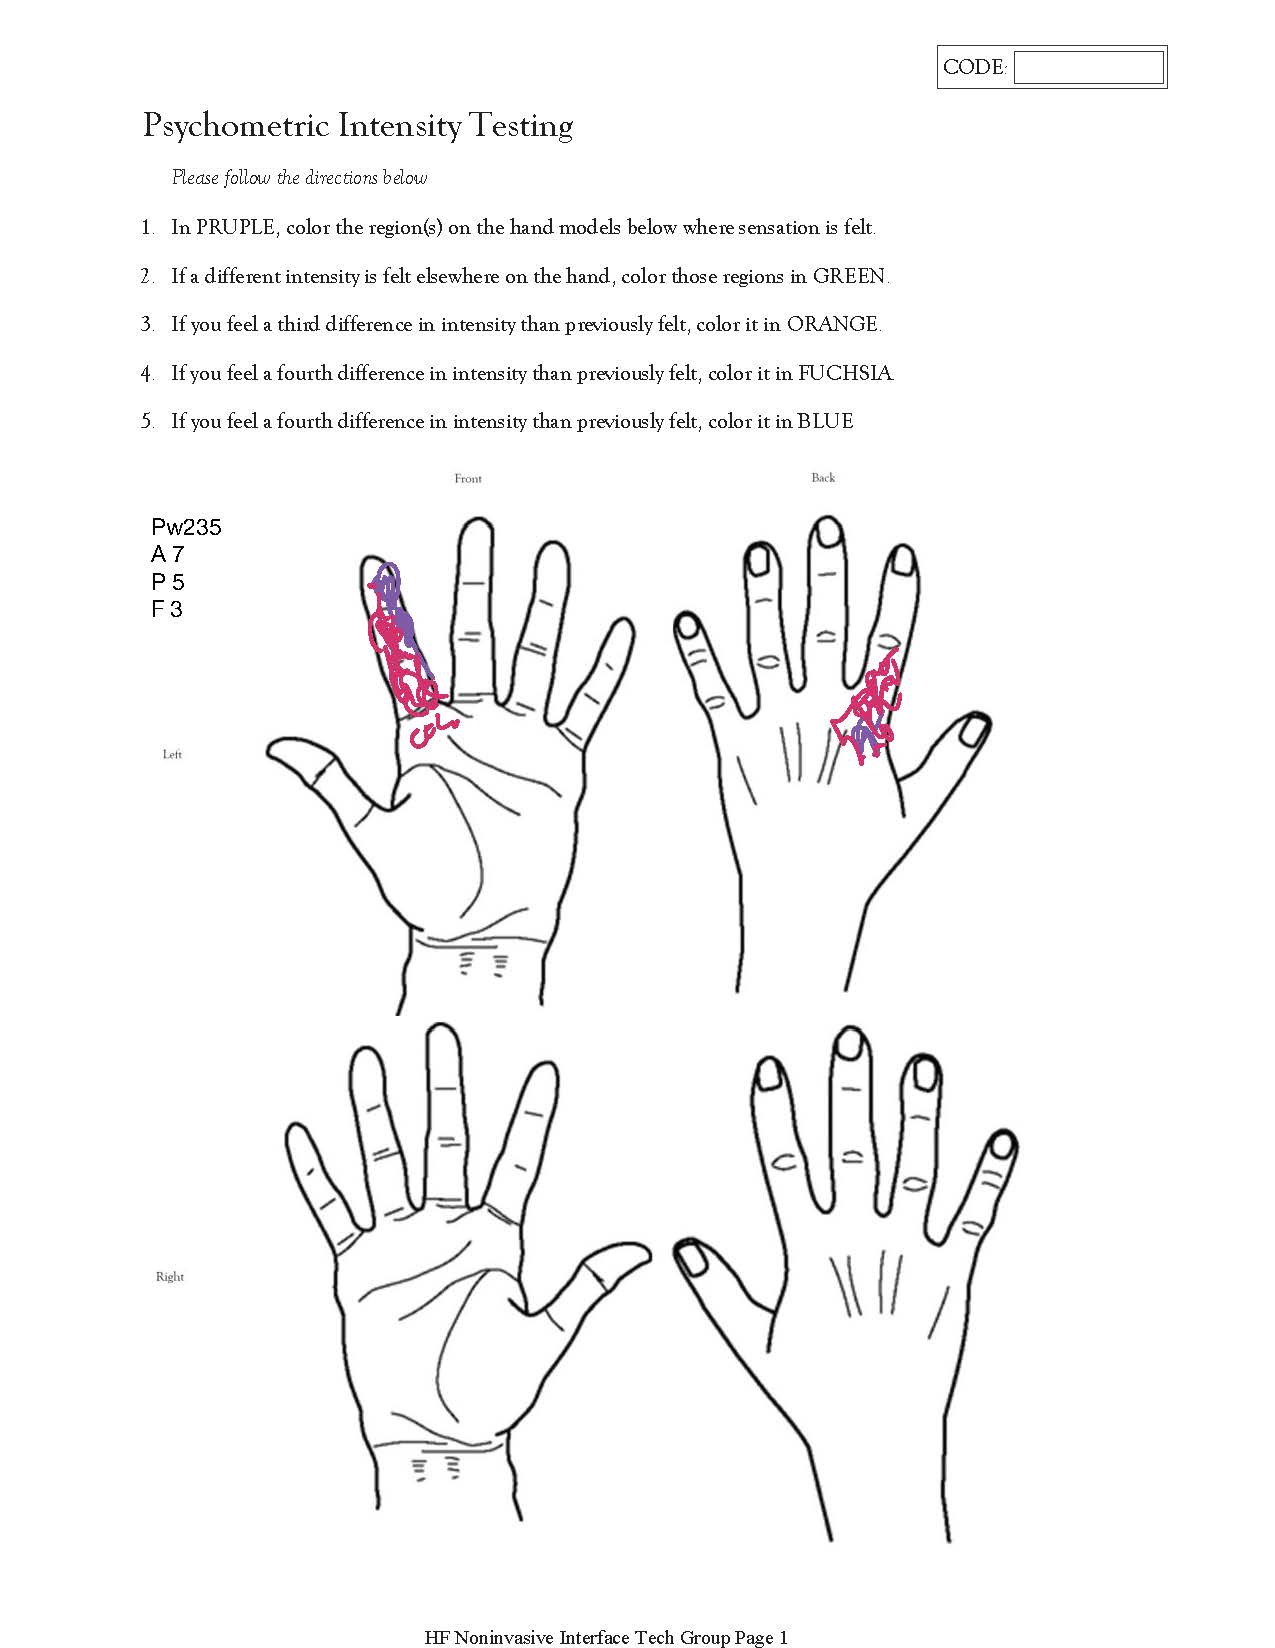 CODE:
Psychometric Intensity Testing
Please follow the directions below
1. In PRUPLE, color the region(s) on the hand models below where sensation is felt.
2. If a different intensity is felt elsewhere on the hand, color those regions in GREEN.
3. If you feel a third difference in intensity than previously felt, color it in ORANGE.
4. If you feel a fourth difference in intensity than previously felt, color it in FUCHSIA.
5. If you feel a fourth difference in intensity than previously felt, color it in BLUE
Front
Back
Pw235
A 7
P 5
F 3
Left
Right
HF Noninvasive Interface Tech Group Page 1